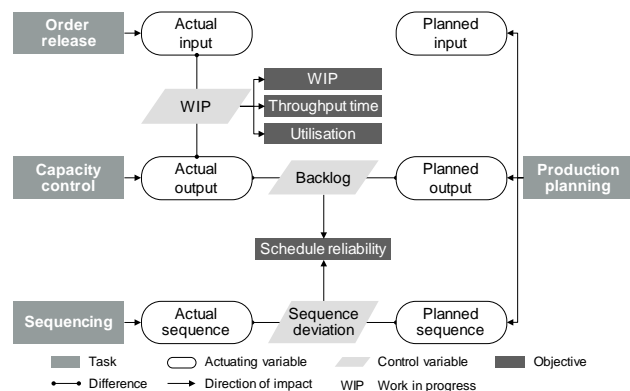 Order
release
Actual
input
Planned
input
WIP
WIP
Throughput time
Utilisation
Capacity
control
Actual
output
Backlog
Planned
output
Production
planning
Schedule reliability
Sequencing
Actual
sequence
Sequence
deviation
Planned
sequence
Task
Actuating variable
Control variable
Objective
Difference
Direction of impact
WIP Work in progress